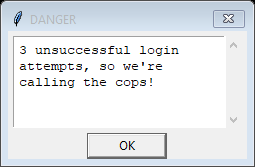 DANGER
3 unsuccessful login
attempts, so we're
calling the cops!
OK